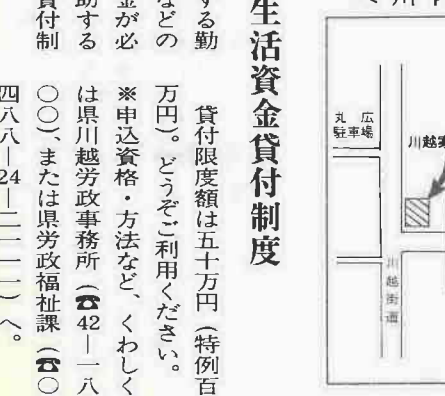 丸広
駐車場
川越
川越街道
生活資金貸付制度
する勤
などの
金が必
助する
貸付制
貸付限度額は五十万円(特例百
万円)。どうぞご利用ください。
※申込資格・方法など、くわしく
は県川越労政事務所(☎42―一八
〇〇)、または県労政福祉課(☎〇
四八八―24―二一一一)へ。